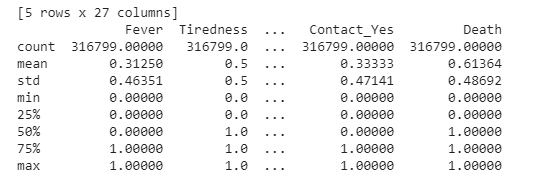 [5 rows x 27 columns]
Fever Tiredness ... Contact_Yes Death
count 316799.00000 316799.0 ... 316799.00000 316799.00000
mean 0.31250 0.5 ... 0.33333 0.61364
std 0.46351 0.5 ... 0.47141 0.48692
min 0.00000 0.0 ... 0.00000 0.00000
25% 0.00000 0.0 ... 0.00000 0.00000
50% 0.00000 1.0 ... 0.00000 1.00000
75% 1.00000 1.0 ... 1.00000 1.00000
max 1.00000 1.0 ... 1.00000 1.00000